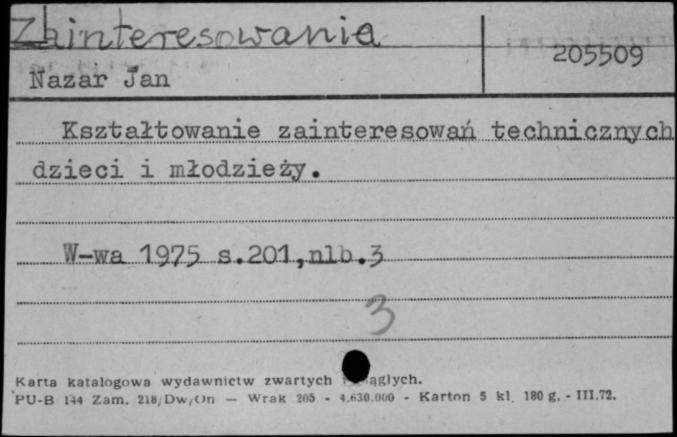 Zainteresowania
205509
Nazar Jan
Kształtowanie zainteresowań technicznych
dzieci i młodzieży.
W-wa 1975 s.201,nlb.3
3
Karta katalogowa wydawnictw zwartych i ciągłych.
PU-B 144 Zam. 218/Dw/On — Wrak 205 - 4.630.000 - Karton 5 kl. 180 g. - III.72.